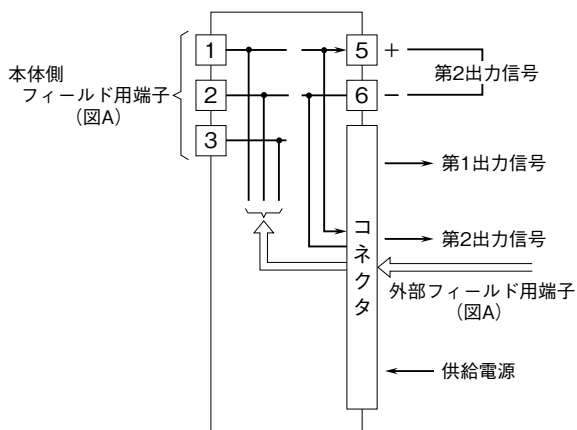 本体側
フィールド用端子
(図A)
1
2
3
5
+
6
−
第2出力信号
第1出力信号
コネクタ
第2出力信号
外部フィールド用端子
(図A)
供給電源